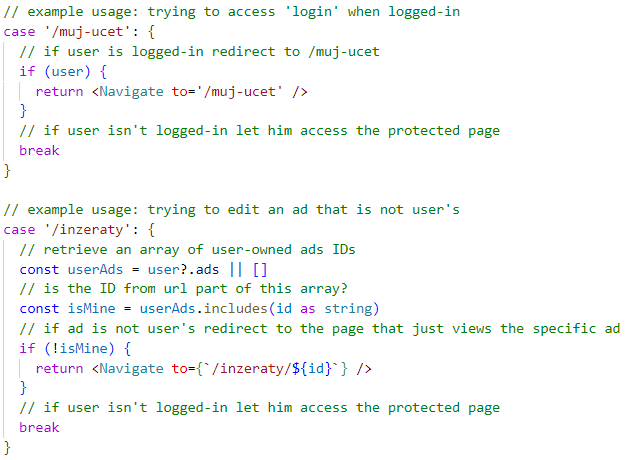 // example usage: trying to access 'login' when logged-in
case '/muj-ucet': {
  // if user is logged-in redirect to /muj-ucet
  if (user) {
    return <Navigate to='/muj-ucet' />
  }
  // if user isn't logged-in let him access the protected page
  break
}

// example usage: trying to edit an ad that is not user's
case '/inzeraty': {
  // retrieve an array of user-owned ads IDs
  const userAds = user?.ads || []
  // is the ID from url part of this array?
  const isMine = userAds.includes(id as string)
  // if ad is not user's redirect to the page that just views the specific ad
  if (!isMine) {
    return <Navigate to={`/inzeraty/${id}`} />
  }
  // if user isn't logged-in let him access the protected page
  break
}